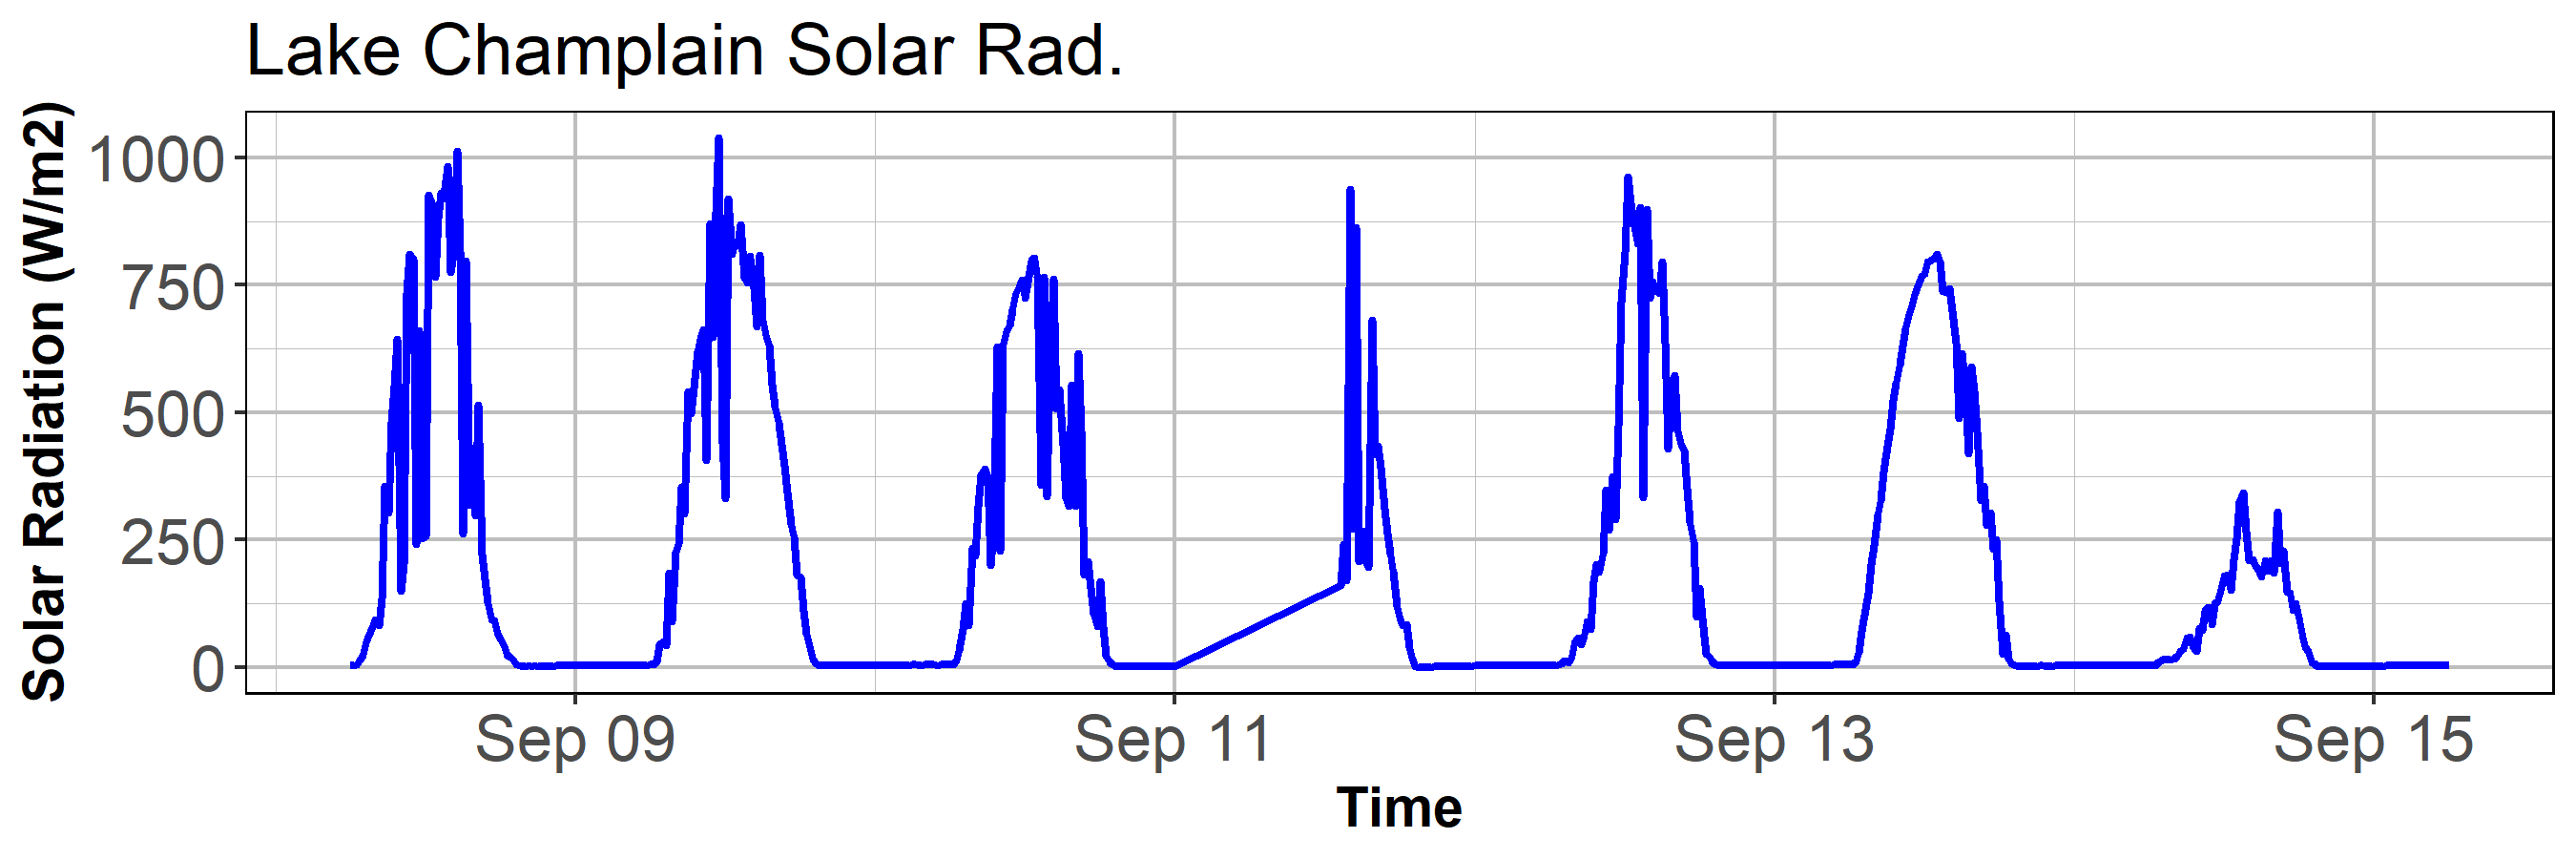 Lake Champlain Solar Rad.
Solar Radiation (W/m2)
1000
750
500
250
0
Sep 09
Sep 11
Sep 13
Sep 15
Time